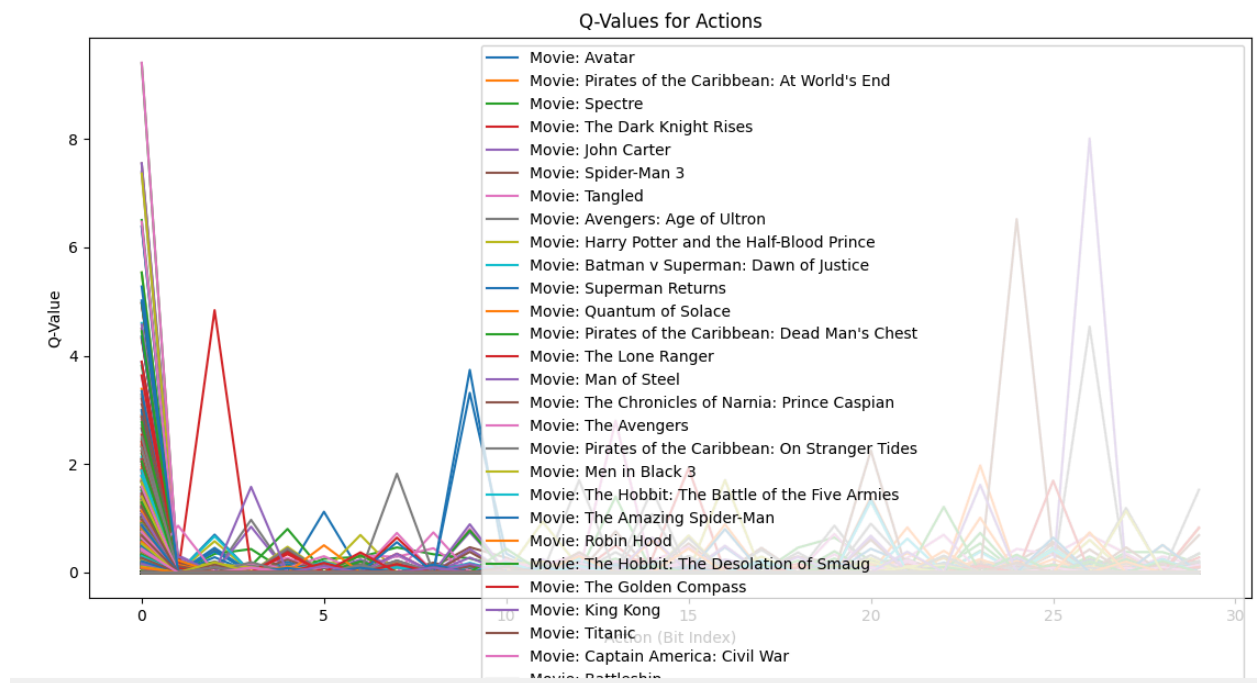 Q-Values for Actions
Movie: Avatar
Movie: Pirates of the Caribbean: At World's End
Movie: Spectre
Movie: The Dark Knight Rises
Movie: John Carter
Movie: Spider-Man 3
Movie: Tangled
Movie: Avengers: Age of Ultron
Movie: Harry Potter and the Half-Blood Prince
Movie: Batman v Superman: Dawn of Justice
Movie: Superman Returns
Movie: Quantum of Solace
Movie: Pirates of the Caribbean: Dead Man's Chest
Movie: The Lone Ranger
Movie: Man of Steel
Movie: The Chronicles of Narnia: Prince Caspian
Movie: The Avengers
Movie: Pirates of the Caribbean: On Stranger Tides
Movie: Men in Black 3
Movie: The Hobbit: The Battle of the Five Armies
Movie: The Amazing Spider-Man
Movie: Robin Hood
Movie: The Hobbit: The Desolation of Smaug
Movie: The Golden Compass
Movie: King Kong
Movie: Titanic
Movie: Captain America: Civil War
Movie: Battleship
Q-Value
8
6
4
2
0
0 5 10 15 20 25 30
Action (Bit Index)